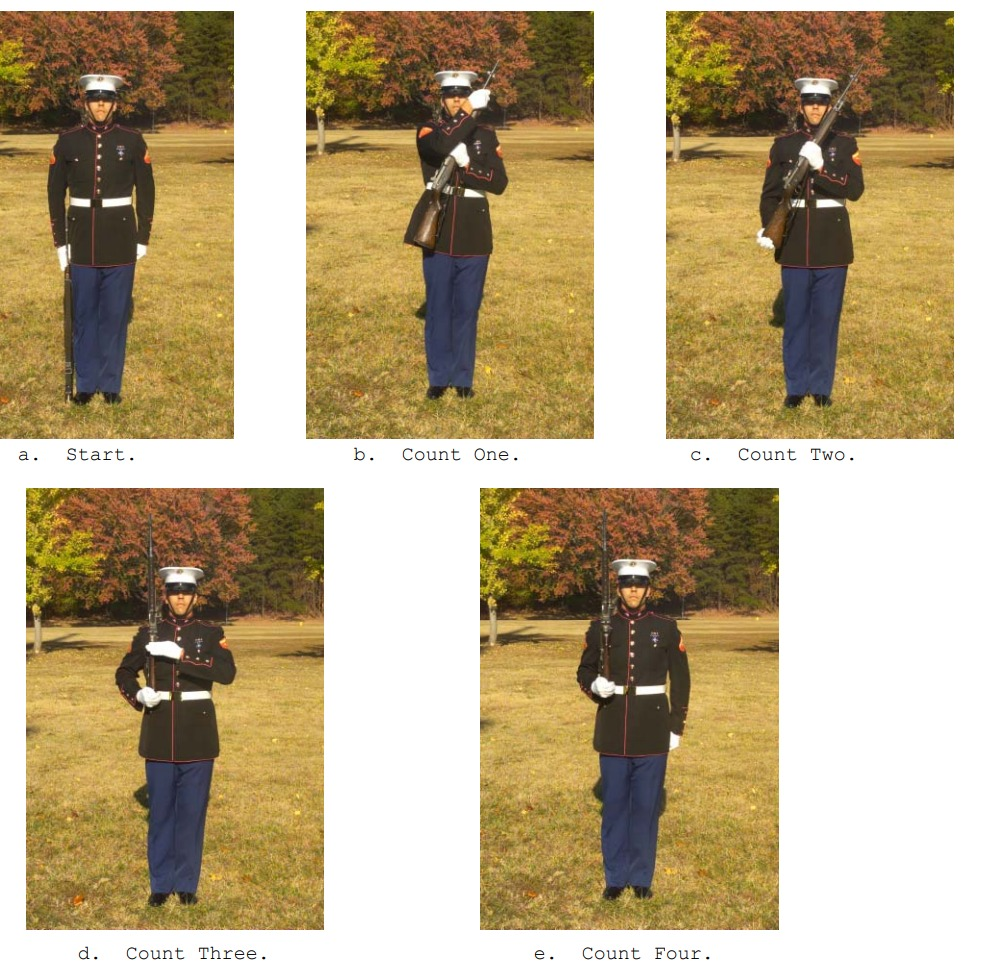 a.  Start.
b.  Count One.
c.  Count Two.
d.  Count Three.
e.  Count Four.